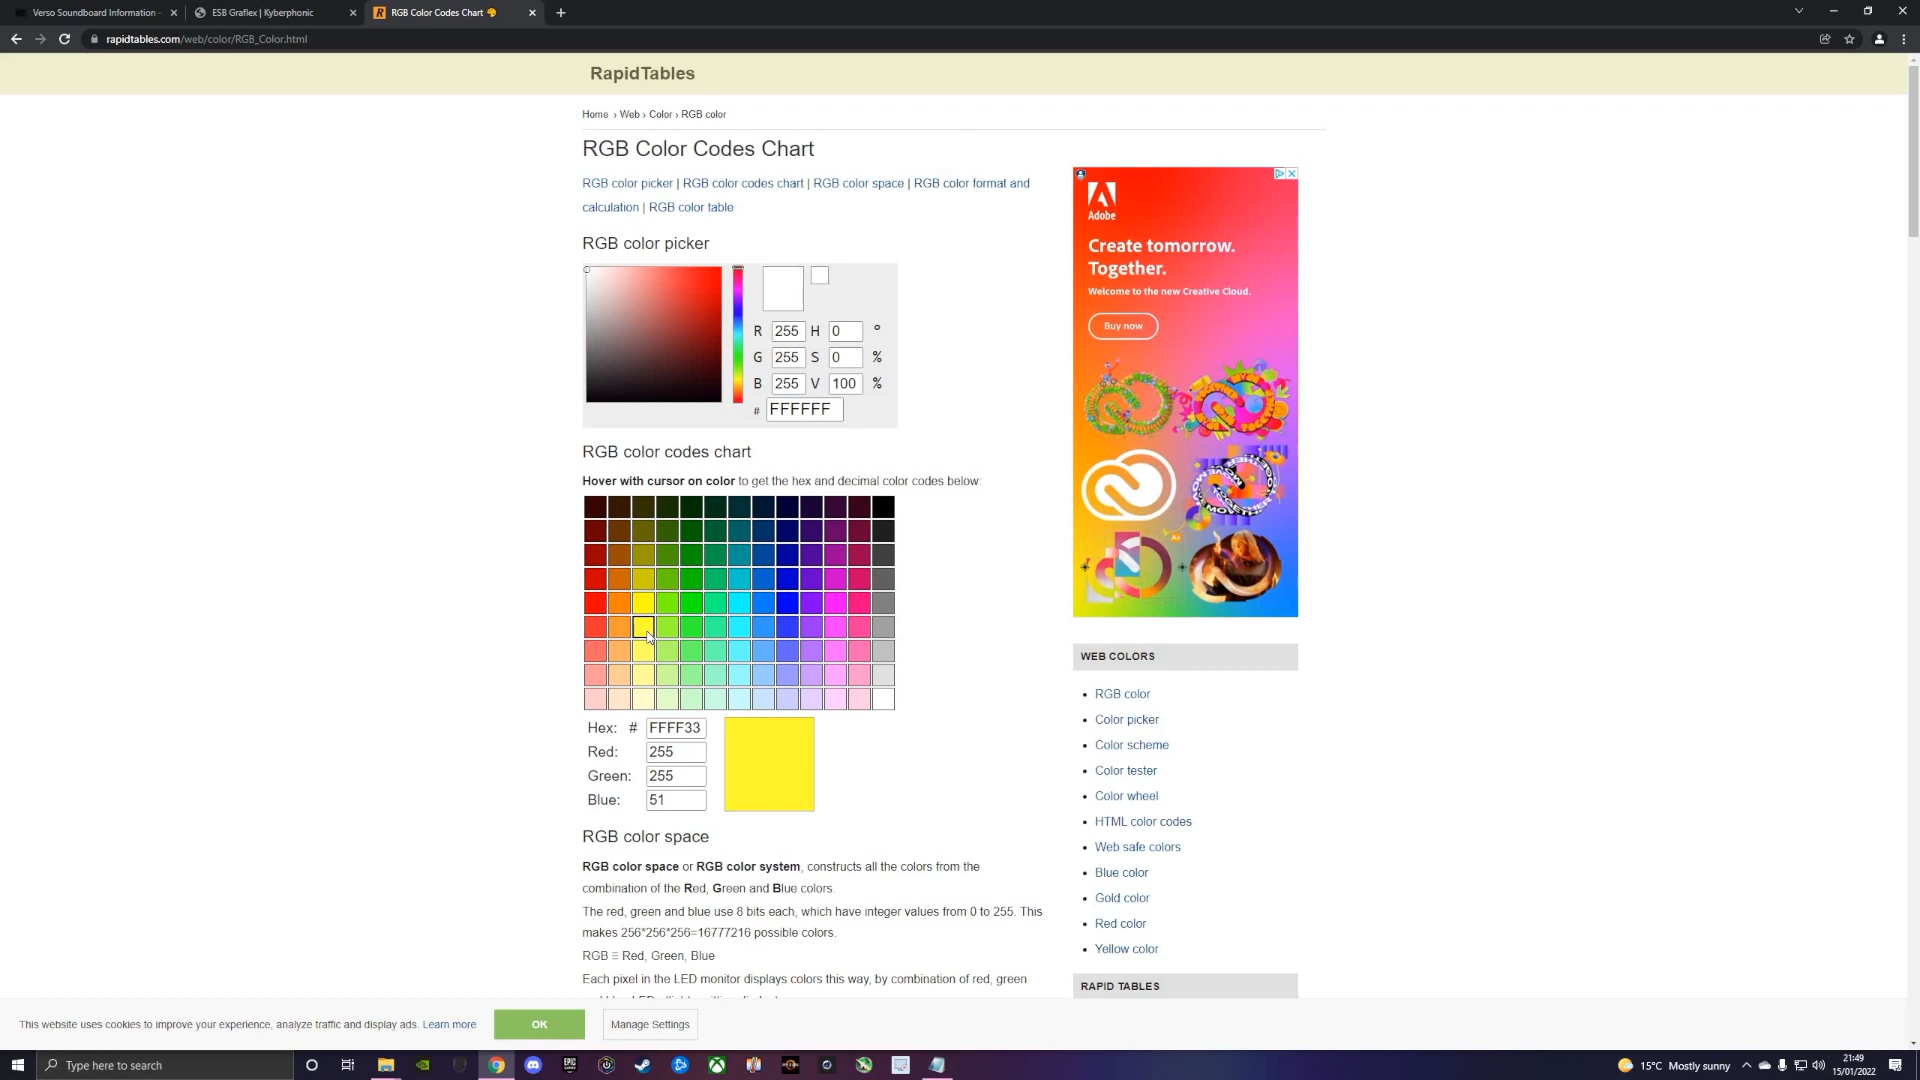 Verso Soundboard Information -
ESB Graflex | Kyberphonic
RGB Color Codes Chart
rapidtables.com/web/color/RGB_Color.html
RapidTables
Home › Web › Color › RGB color
RGB Color Codes Chart
RGB color picker | RGB color codes chart | RGB color space | RGB color format and
calculation | RGB color table
RGB color picker
R 255 H 0 °
G 255 S 0 %
B 255 V 100 %
# FFFFFF
RGB color codes chart
Hover with cursor on color to get the hex and decimal color codes below:
Hex: # FFFF33
Red: 255
Green: 255
Blue: 51
RGB color space
RGB color space or RGB color system, constructs all the colors from the
combination of the Red, Green and Blue colors.
The red, green and blue use 8 bits each, which have integer values from 0 to 255. This
makes 256*256*256=16777216 possible colors.
RGB ≡ Red, Green, Blue
Each pixel in the LED monitor displays colors this way, by combination of red, green
Adobe
Create tomorrow.
Together.
Welcome to the new Creative Cloud.
Buy now
WEB COLORS
RGB color
Color picker
Color scheme
Color tester
Color wheel
HTML color codes
Web safe colors
Blue color
Gold color
Red color
Yellow color
RAPID TABLES
This website uses cookies to improve your experience, analyze traffic and display ads. Learn more
OK
Manage Settings
Type here to search
15°C Mostly sunny
21:49
15/01/2022